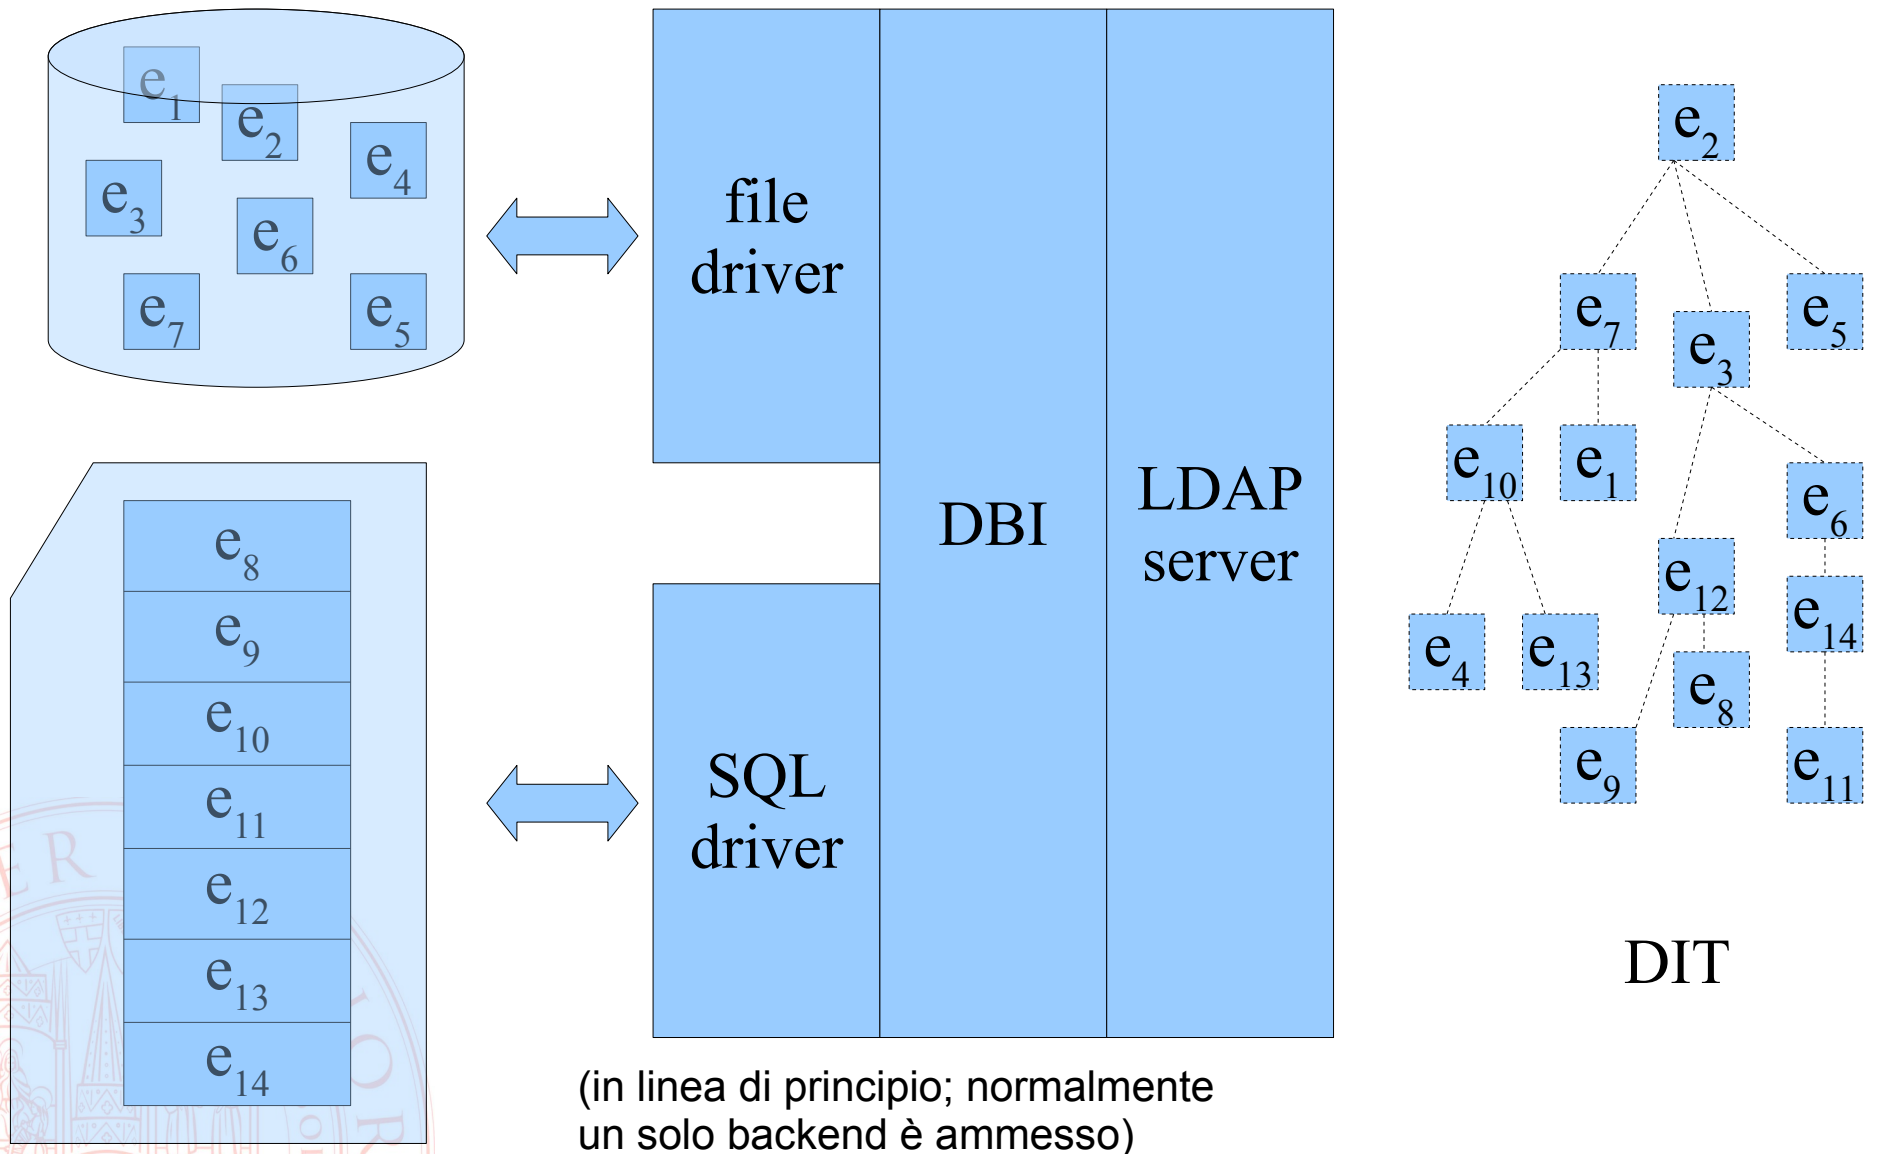 e1
e2
e4
e3
e6
e7
e5
e8
e9
e10
e11
e12
e13
e14
file
driver
SQL
driver
DBI
LDAP
server
e2
e7
e3
e5
e10
e1
e6
e12
e14
e4
e13
e8
e9
e11
DIT
(in linea di principio; normalmente
un solo backend è ammesso)